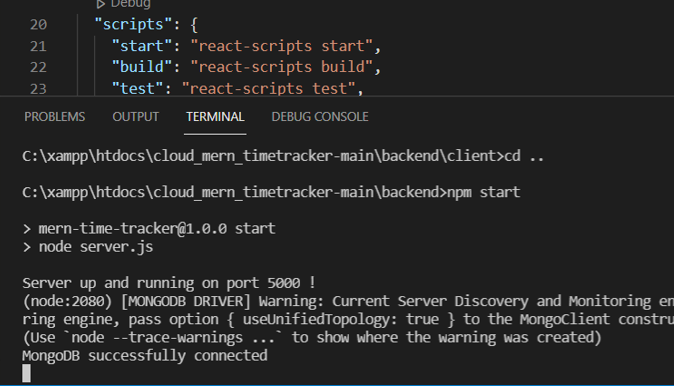 Debug
20 "scripts": {
21 "start": "react-scripts start",
22 "build": "react-scripts build",
23 "test": "react-scripts test",
PROBLEMS OUTPUT TERMINAL DEBUG CONSOLE
C:\xampp\htdocs\cloud_mern_timetracker-main\backend\client>cd ..
C:\xampp\htdocs\cloud_mern_timetracker-main\backend>npm start
> mern-time-tracker@1.0.0 start
> node server.js
Server up and running on port 5000 !
(node:2080) [MONGODB DRIVER] Warning: Current Server Discovery and Monitoring en
ring engine, pass option { useUnifiedTopology: true } to the MongoClient constru
(Use `node --trace-warnings ...` to show where the warning was created)
MongoDB successfully connected